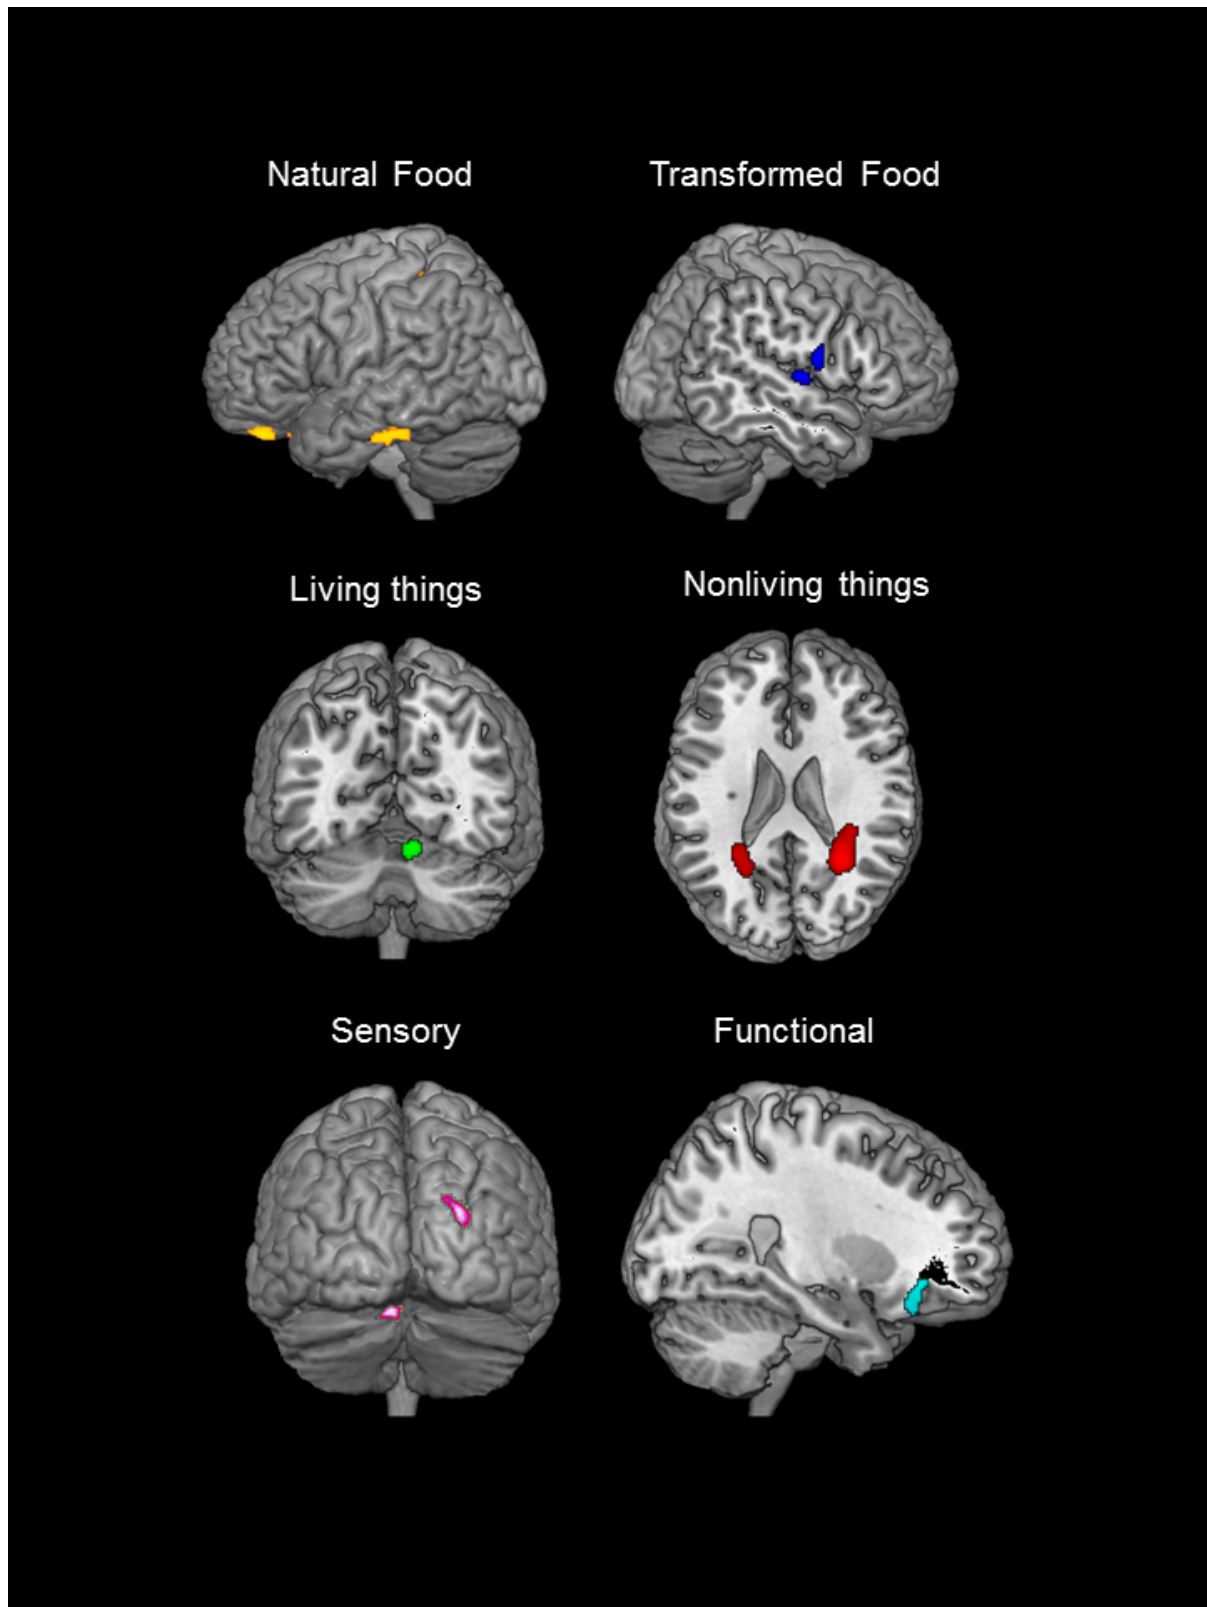 Natural Food
Transformed Food
Living things
Nonliving things
Sensory
Functional